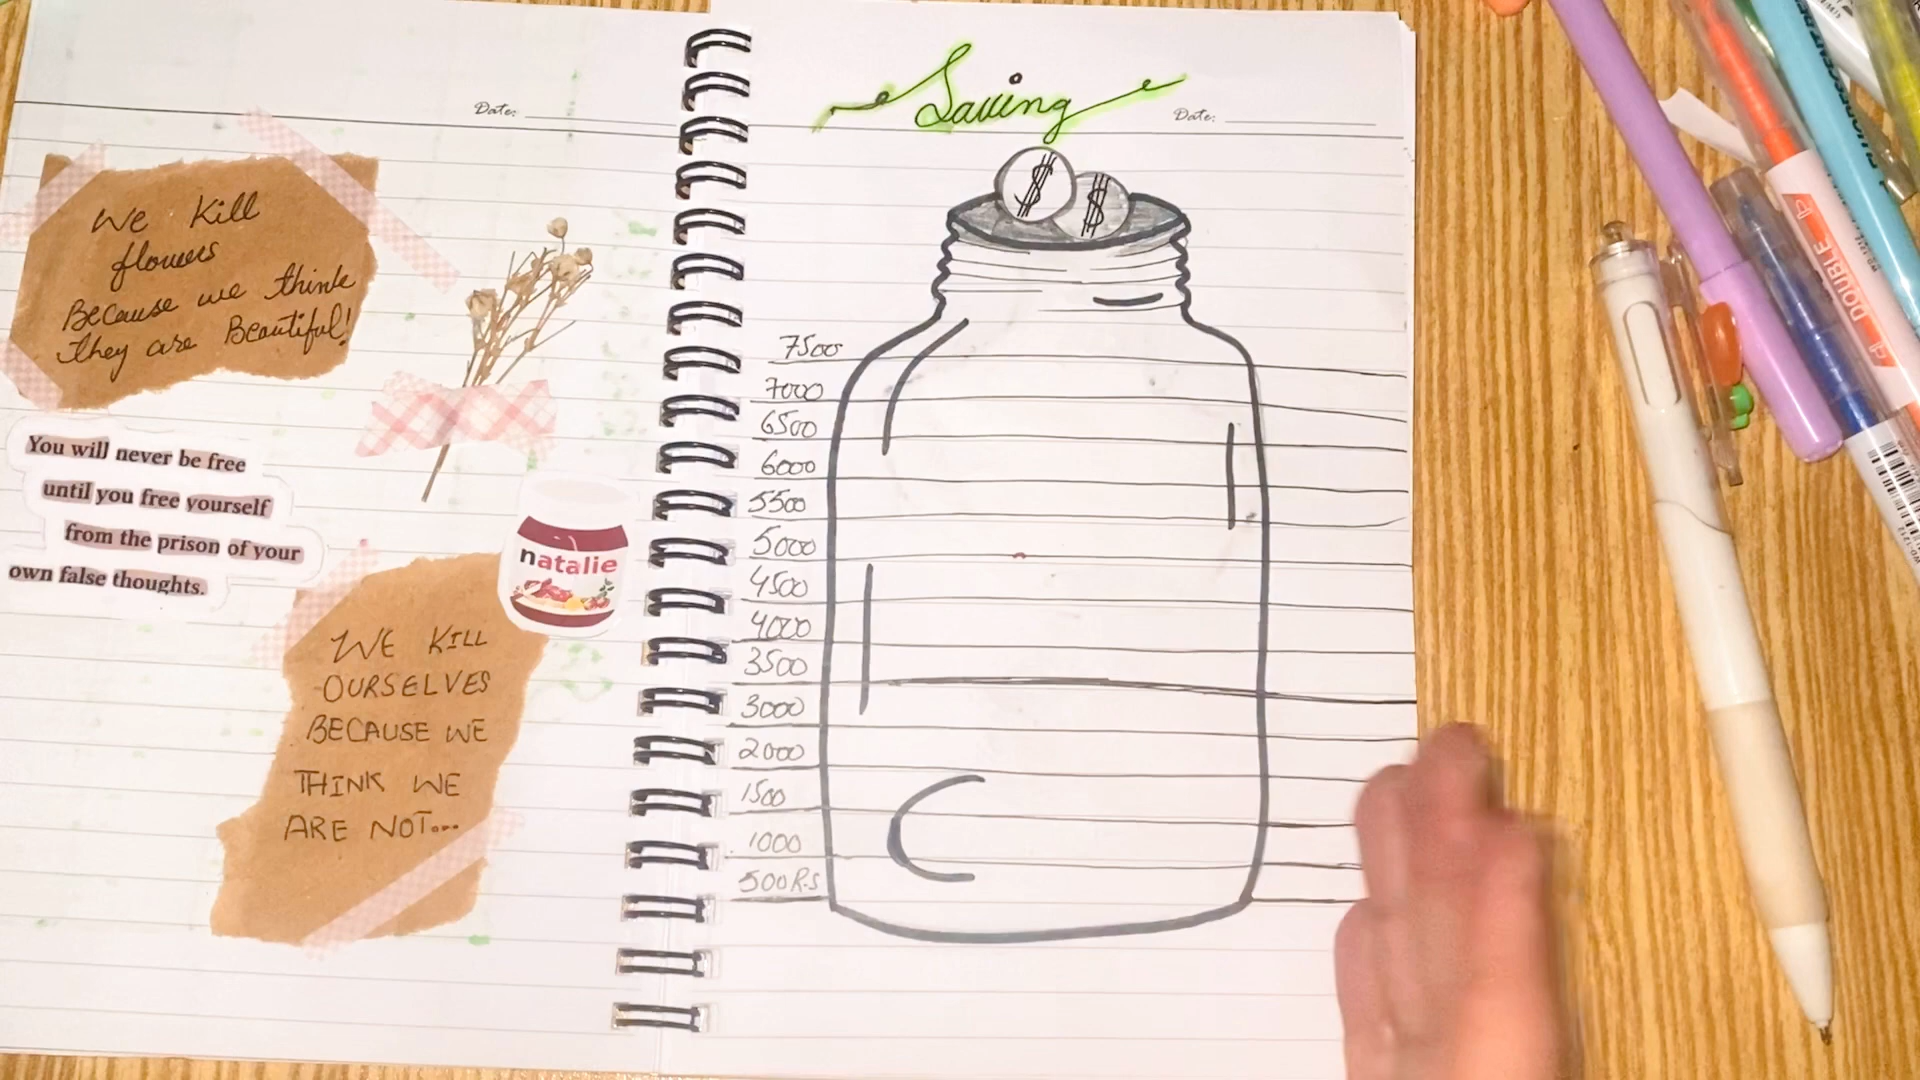 Date:
We Kill
flowers
Because we think
they are Beautiful!
You will never be free
until you free yourself
from the prison of your
own false thoughts.
natalie
WE KILL
OURSELVES
BECAUSE WE
THINK WE
ARE NOT...
Saving
Date:
$ $
7500
7000
6500
6000
5500
5000
4500
4000
3500
3000
2000
1500
1000
500R.s
DOUBLE